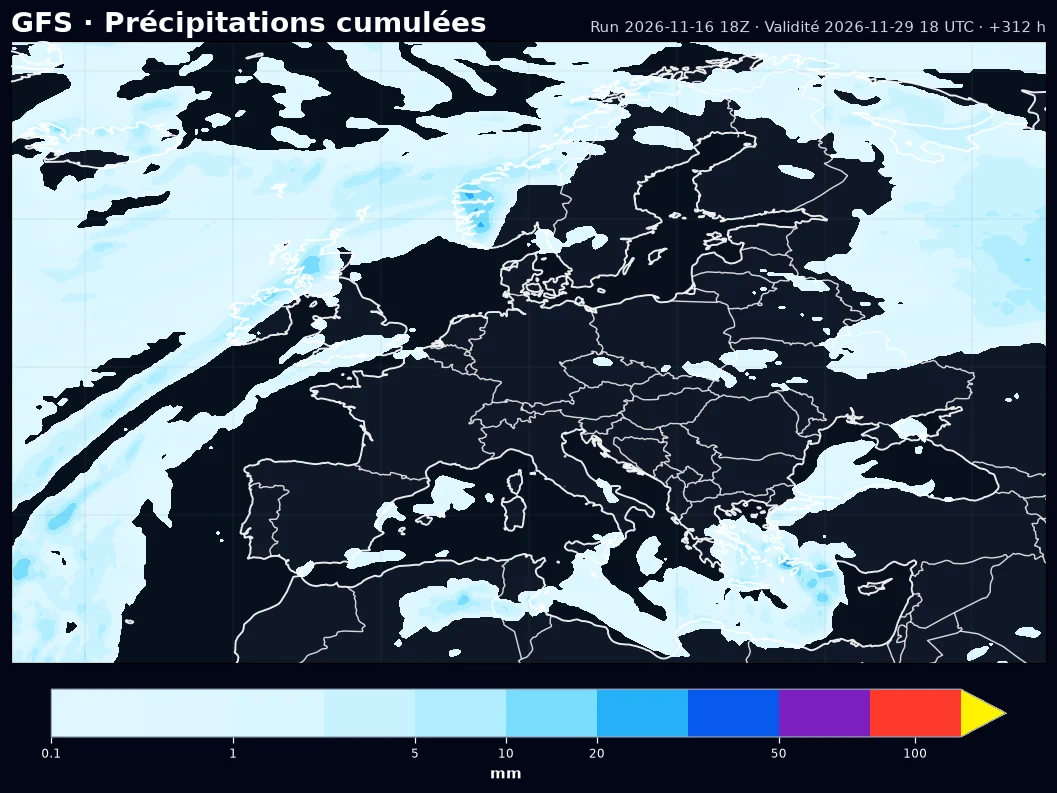 GFS · Précipitations cumulées
Run 2026-11-16 18Z · Validité 2026-11-29 18 UTC · +312 h
0.1 1 5 10 20 50 100
mm